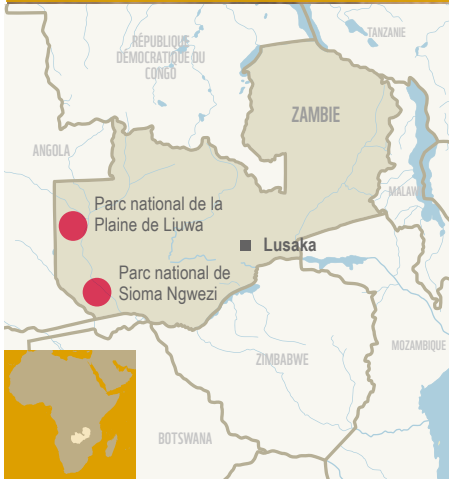 TANZANIE
RÉPUBLIQUE
DÉMOCRATIQUE DU
CONGO
ZAMBIE
ANGOLA
MALAWI
Parc national de la
Plaine de Liuwa
Lusaka
Parc national de
Sioma Ngwezi
MOZAMBIQUE
ZIMBABWE
BOTSWANA